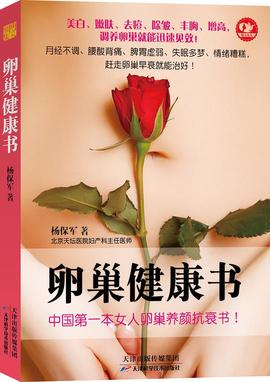 美白、嫩肤、去痘、除皱、丰胸、增高,
调养卵巢就能迅速见效!
月经不调、腰酸背痛、脾胃虚弱、失眠多梦、情绪糟糕,
赶走卵巢早衰就能治好!
杨保军 著
北京天坛医院妇产科主任医师
卵巢健康书
中国第一本女人卵巢养颜抗衰书!
天津出版传媒集团
天津科学技术出版社
卵巢健康书
杨保军 著